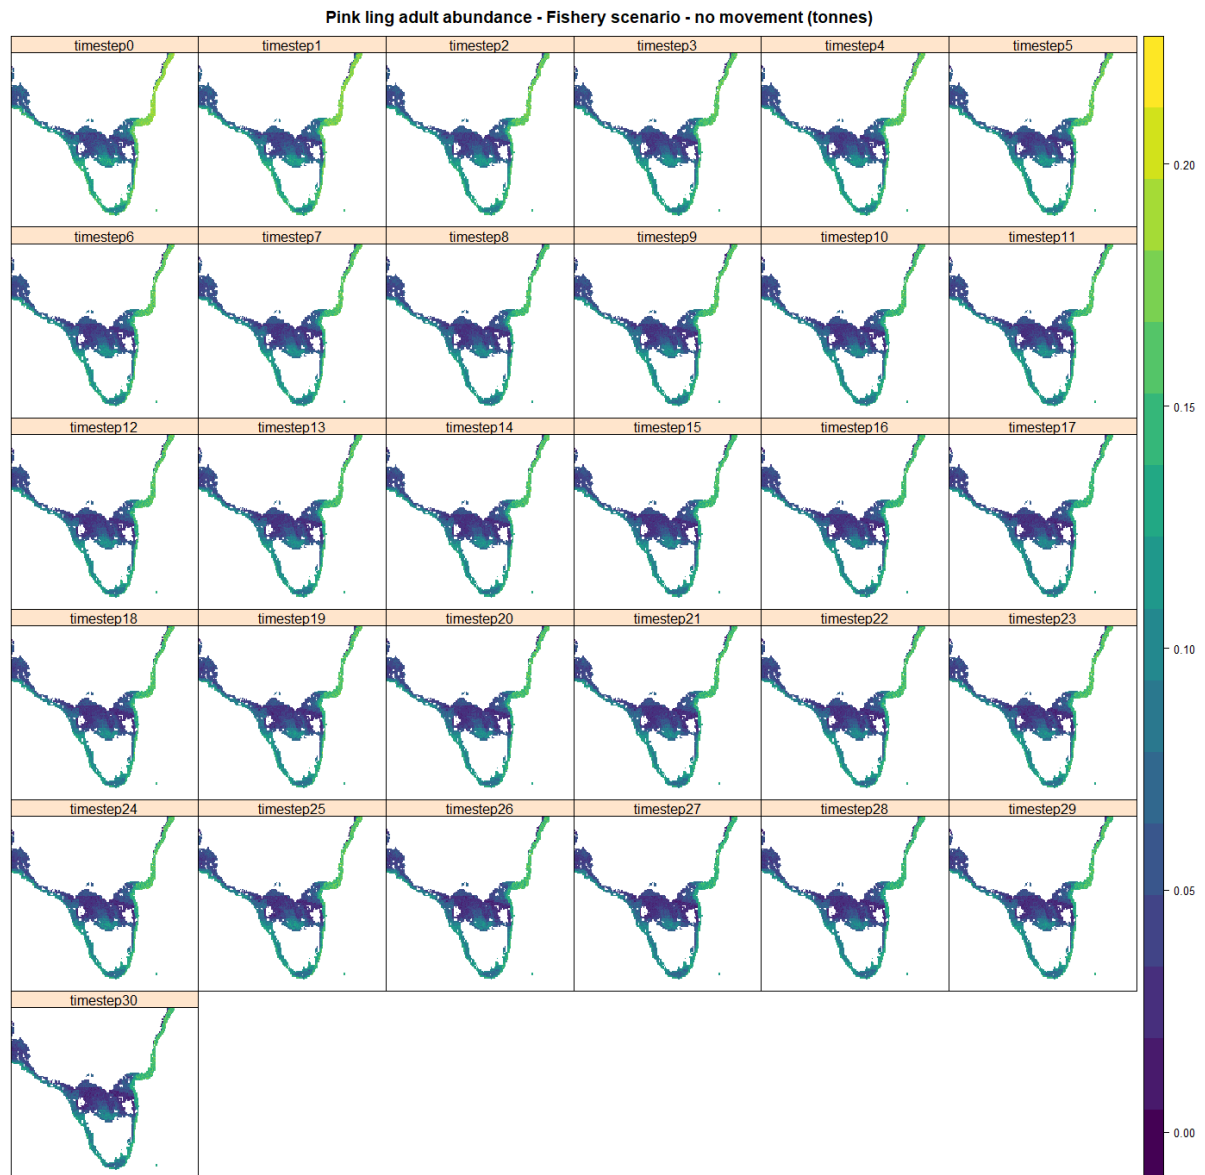 Pink ling adult abundance - Fishery scenario - no movement (tonnes)
timestep0 timestep1 timestep2 timestep3 timestep4 timestep5
timestep6 timestep7 timestep8 timestep9 timestep10 timestep11
timestep12 timestep13 timestep14 timestep15 timestep16 timestep17
timestep18 timestep19 timestep20 timestep21 timestep22 timestep23
timestep24 timestep25 timestep26 timestep27 timestep28 timestep29
timestep30
0.20
0.15
0.10
0.05
0.00